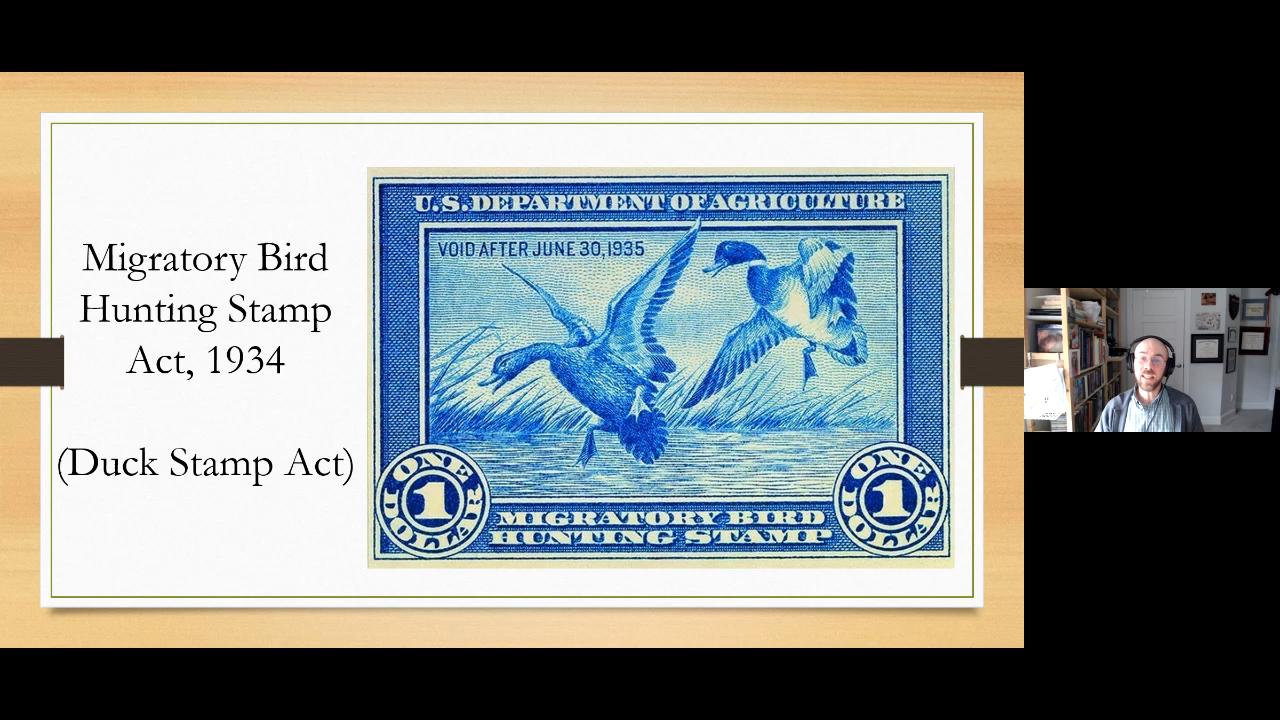 Migratory Bird
Hunting Stamp
Act, 1934
(Duck Stamp Act)
U.S. DEPARTMENT OF AGRICULTURE
VOID AFTER JUNE 30, 1935
ONE
1
DOLLAR
MIGRATORY BIRD
HUNTING STAMP
ONE
1
DOLLAR